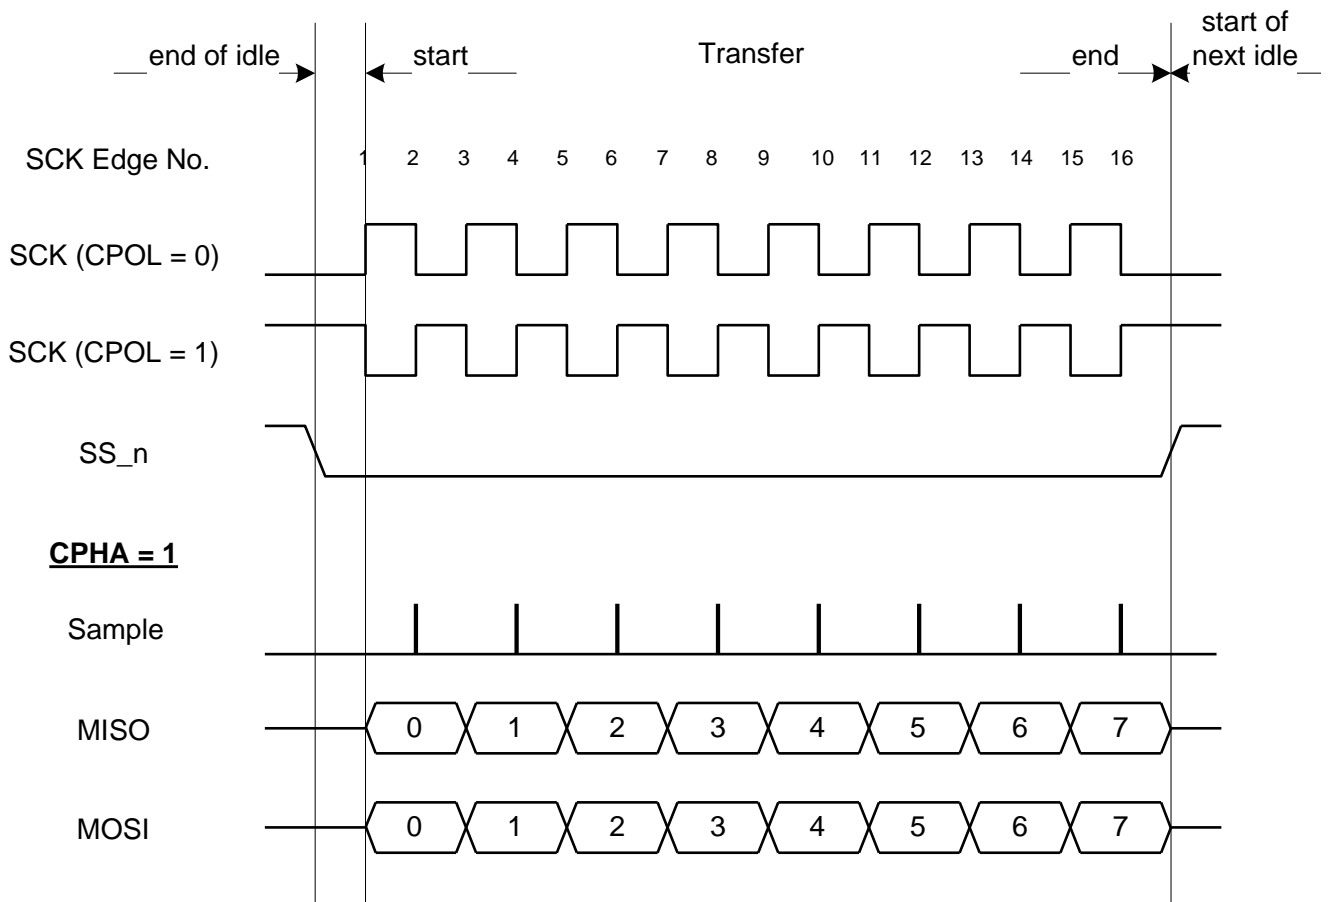 end of idle
start
Transfer
end
start of
next idle
SCK Edge No.
1 2 3 4 5 6 7 8 9 10 11 12 13 14 15 16
SCK (CPOL = 0)
SCK (CPOL = 1)
SS_n
CPHA = 1
Sample
MISO
0 1 2 3 4 5 6 7
MOSI
0 1 2 3 4 5 6 7